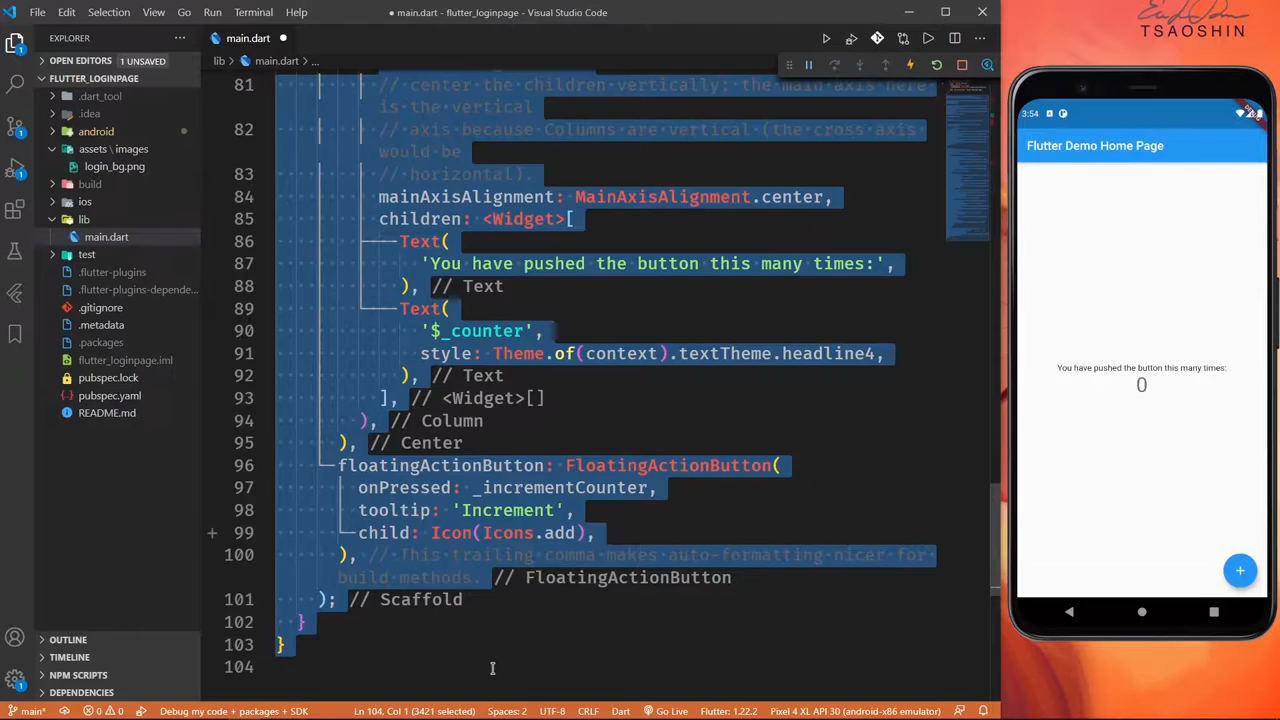 File Edit Selection View Go Run Terminal Help
● main.dart - flutter_loginpage - Visual Studio Code
TSAOSHIN
EXPLORER
main.dart
OPEN EDITORS 1 UNSAVED
lib > main.dart > ...
FLUTTER_LOGINPAGE
.dart_tool
.idea
android
assets \ images
login_bg.png
build
ios
lib
main.dart
test
.flutter-plugins
.flutter-plugins-depende...
.gitignore
.metadata
.packages
flutter_loginpage.iml
pubspec.lock
pubspec.yaml
README.md
OUTLINE
TIMELINE
NPM SCRIPTS
DEPENDENCIES
81 // center the children vertically; the main axis here
is the vertical
82 // axis because Columns are vertical (the cross axis
would be
83 // horizontal).
84 mainAxisAlignment: MainAxisAlignment.center,
85 children: <Widget>[
86 Text(
87 'You have pushed the button this many times:',
88 ), // Text
89 Text(
90 '$_counter',
91 style: Theme.of(context).textTheme.headline4,
92 ), // Text
93 ], // <Widget>[]
94 ), // Column
95 ), // Center
96 floatingActionButton: FloatingActionButton(
97 onPressed: _incrementCounter,
98 tooltip: 'Increment',
99 child: Icon(Icons.add),
100 ), // This trailing comma makes auto-formatting nicer for
build methods. // FloatingActionButton
101 ); // Scaffold
102 }
103 }
104
3:54
DEBUG
Flutter Demo Home Page
You have pushed the button this many times:
0
main* 0 0 Debug my code + packages + SDK Ln 104, Col 1 (3421 selected) Spaces: 2 UTF-8 CRLF Dart Go Live Flutter: 1.22.2 Pixel 4 XL API 30 (android-x86 emulator)